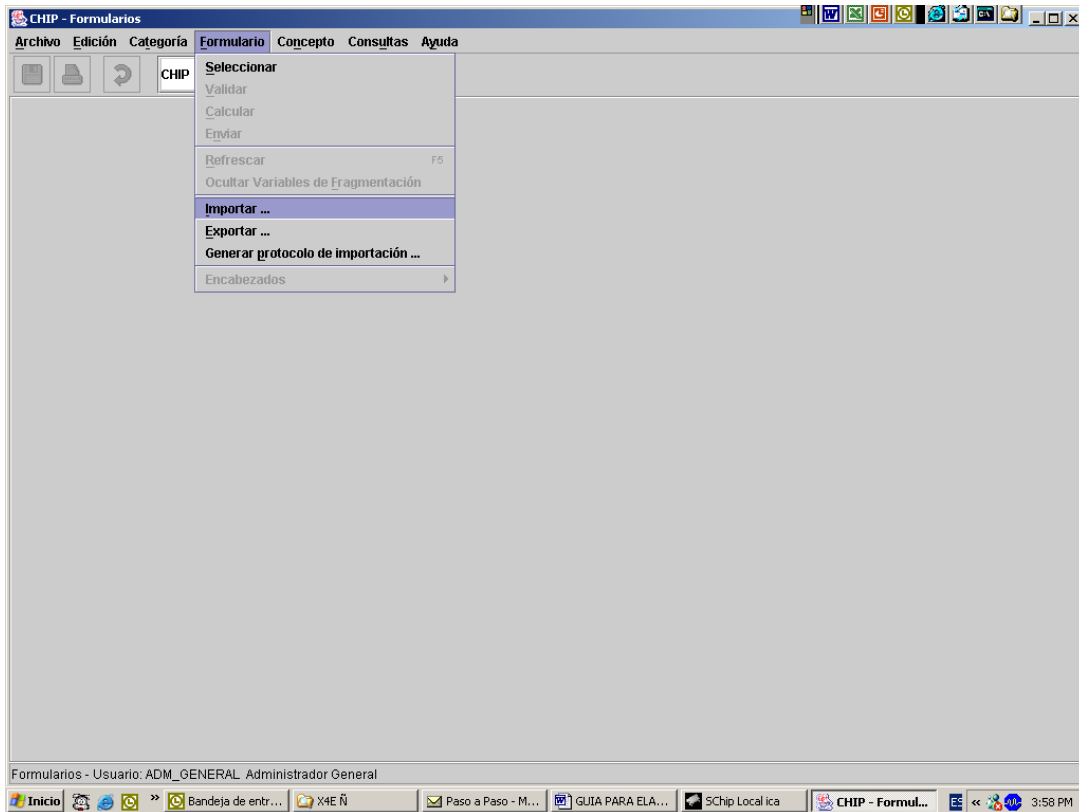 CHIP - Formularios
Archivo Edición Categoría Formulario Concepto Consultas Ayuda
CHIP
Seleccionar
Validar
Calcular
Enviar
Refrescar F5
Ocultar Variables de Fragmentación
Importar ...
Exportar ...
Generar protocolo de importación ...
Encabezados
Formularios - Usuario: ADM_GENERAL Administrador General
Inicio » Bandeja de entr... X4E Ñ Paso a Paso - M... GUIA PARA ELA... SChip Local ica CHIP - Formul... ES « 3:58 PM